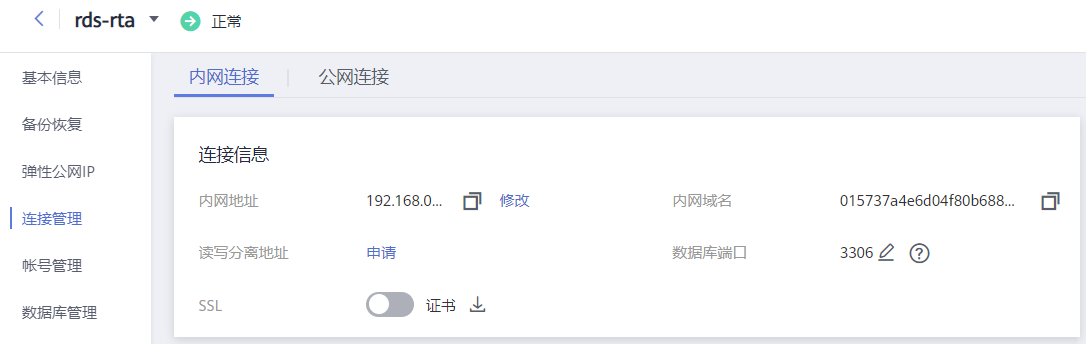 rds-rta 正常
基本信息
备份恢复
弹性公网IP
连接管理
帐号管理
数据库管理
内网连接 公网连接
连接信息
内网地址 192.168.0... 修改 内网域名 015737a4e6d04f80b688...
读写分离地址 申请 数据库端口 3306
SSL 证书